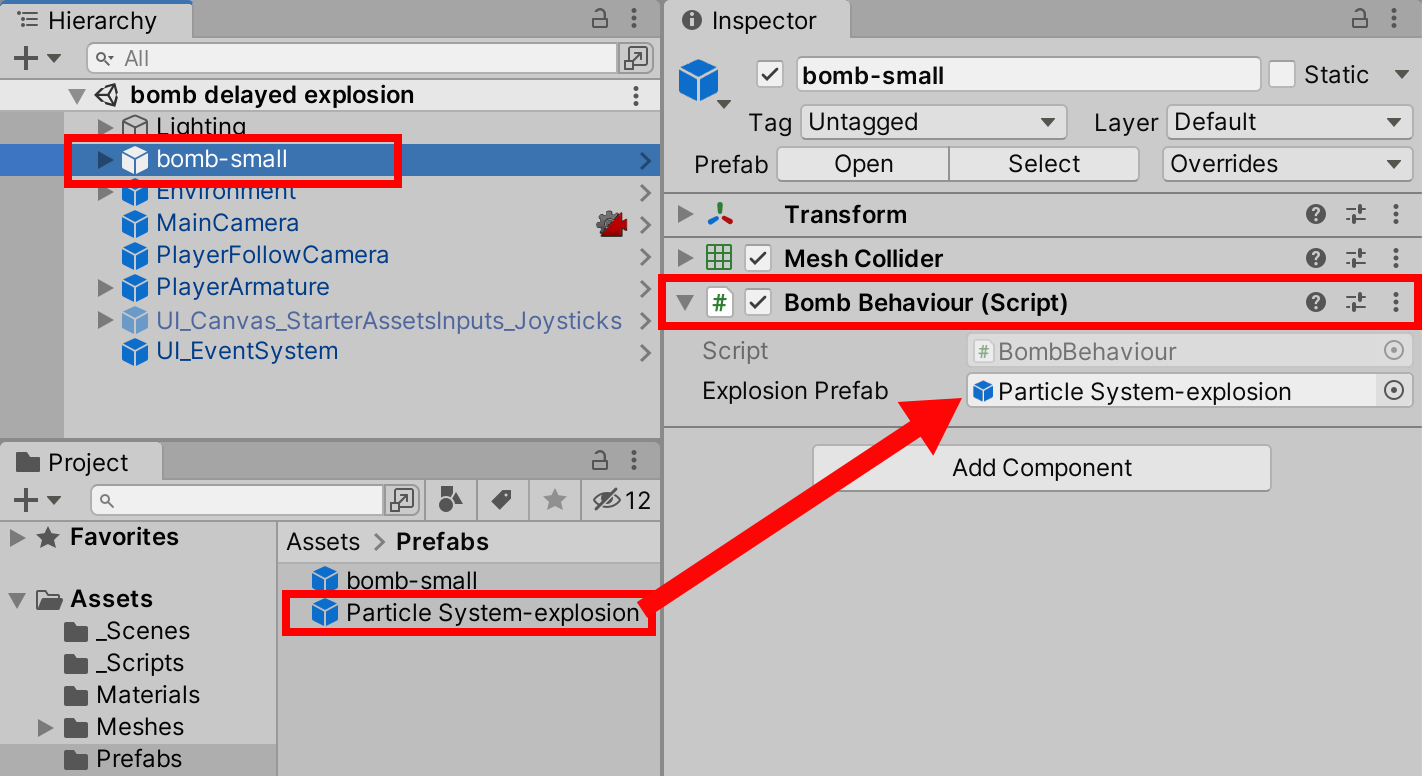 Hierarchy
All
bomb delayed explosion
Lighting
bomb-small
Environment
MainCamera
PlayerFollowCamera
PlayerArmature
UI_Canvas_StarterAssetsInputs_Joysticks
UI_EventSystem
Project
12
Favorites
Assets
_Scenes
_Scripts
Materials
Meshes
Prefabs
Assets > Prefabs
bomb-small
Particle System-explosion
Inspector
bomb-small Static
Tag Untagged Layer Default
Prefab Open Select Overrides
Transform
Mesh Collider
# Bomb Behaviour (Script)
Script # BombBehaviour
Explosion Prefab Particle System-explosion
Add Component